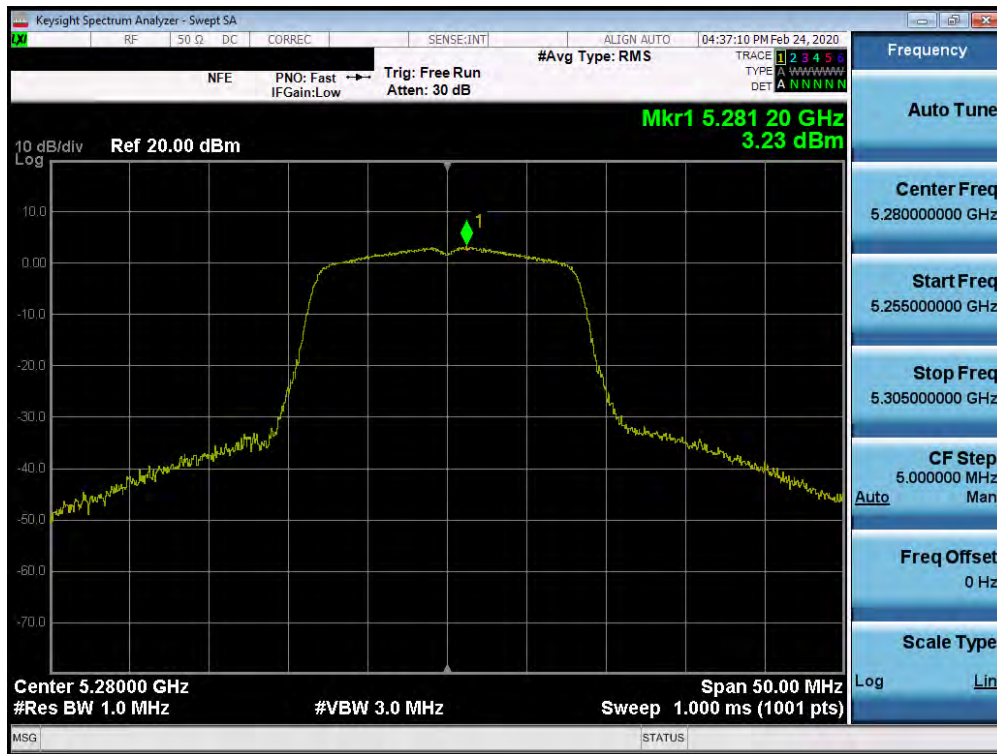 Keysight Spectrum Analyzer - Swept SA
LXI RF 50 Ω DC CORREC SENSE:INT ALIGN AUTO 04:37:10 PM Feb 24, 2020
#Avg Type: RMS
TRACE 1 2 3 4 5 6
TYPE A WWWWW
DET A N N N N N
NFE PNO: Fast Trig: Free Run
IFGain:Low Atten: 30 dB
Mkr1 5.281 20 GHz
3.23 dBm
10 dB/div Ref 20.00 dBm
Log
1
10.0
0.00
-10.0
-20.0
-30.0
-40.0
-50.0
-60.0
-70.0
Center 5.28000 GHz Span 50.00 MHz
#Res BW 1.0 MHz #VBW 3.0 MHz Sweep 1.000 ms (1001 pts)
MSG STATUS
Frequency
Auto Tune
Center Freq
5.280000000 GHz
Start Freq
5.255000000 GHz
Stop Freq
5.305000000 GHz
CF Step
5.000000 MHz
Auto Man
Freq Offset
0 Hz
Scale Type
Log Lin